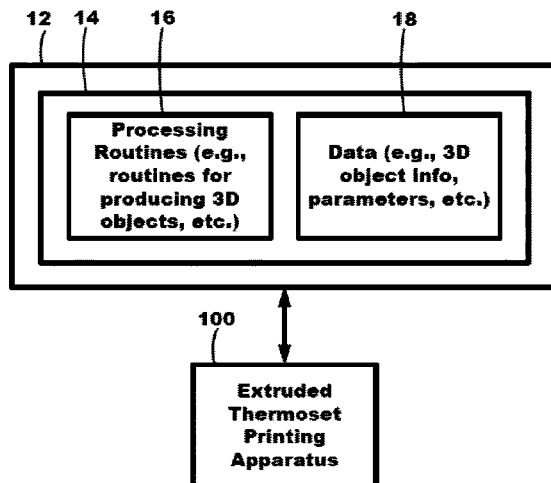 12
14
16
18
Processing
Routines (e.g.,
routines for
producing 3D
objects, etc.)
Data (e.g., 3D
object info,
parameters, etc.)
100
Extruded
Thermoset
Printing
Apparatus